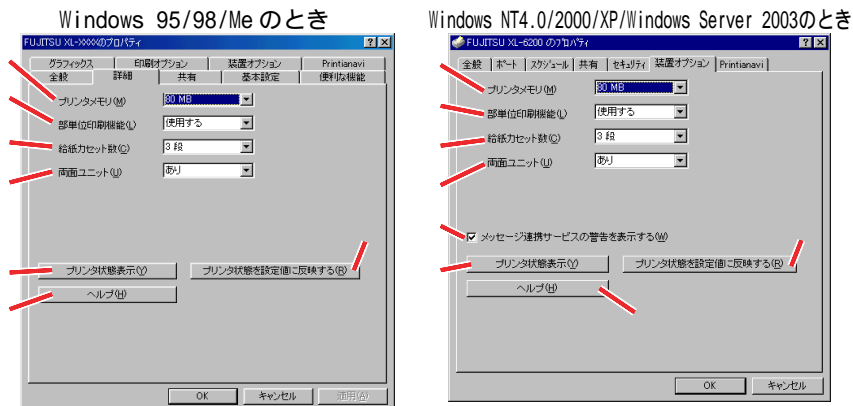 Windows 95/98/Me のとき
FUJITSU XL-XXXXのプロパティ
グラフィックス 印刷オプション 装置オプション Printianavi
全般 詳細 共有 基本設定 便利な機能
プリンタメモリ(M) 80 MB
部単位印刷機能(L) 使用する
給紙カセット数(C) 3 段
両面ユニット(U) あり
プリンタ状態表示(Y) プリンタ状態を設定値に反映する(R)
ヘルプ(H)
OK キャンセル 適用(A)
Windows NT4.0/2000/XP/Windows Server 2003のとき
FUJITSU XL-6200 のプロパティ
全般 ポート スケジュール 共有 セキュリティ 装置オプション Printianavi
プリンタメモリ(M) 80 MB
部単位印刷機能(L) 使用する
給紙カセット数(C) 3 段
両面ユニット(U) あり
メッセージ連携サービスの警告を表示する(W)
プリンタ状態表示(Y) プリンタ状態を設定値に反映する(R)
ヘルプ(H)
OK キャンセル